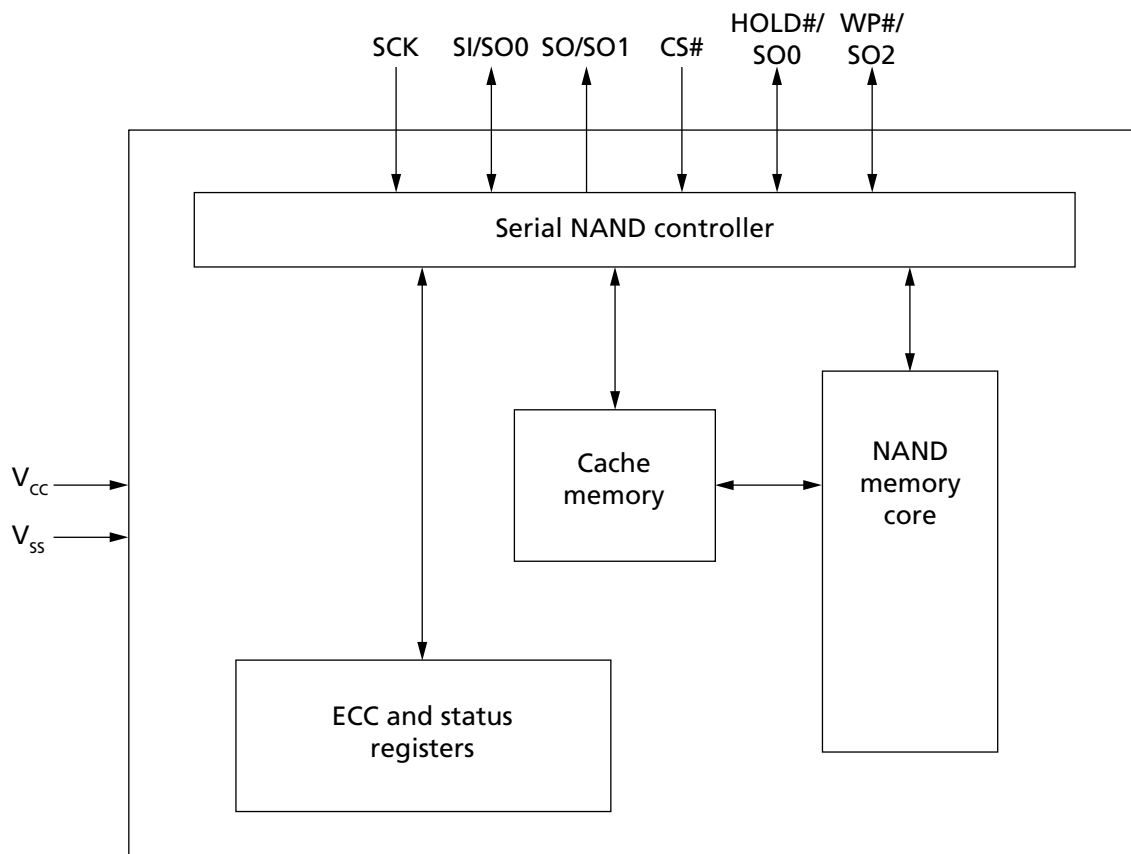 HOLD#/ WP#/
SCK SI/SO0 SO/SO1 CS# SO0 SO2
Serial NAND controller
Cache
memory
NAND
memory
core
VCC
VSS
ECC and status
registers